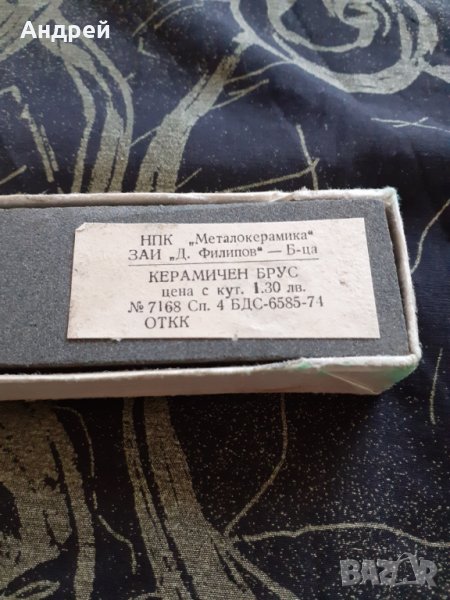 Андрей
НПК „Металокерамика“
ЗАИ „Д. Филипов“ — Б-ца
КЕРАМИЧЕН БРУС
цена с кут. 1.30 лв.
№ 7168 Сп. 4 БДС-6585-74
ОТКК
BAZAR